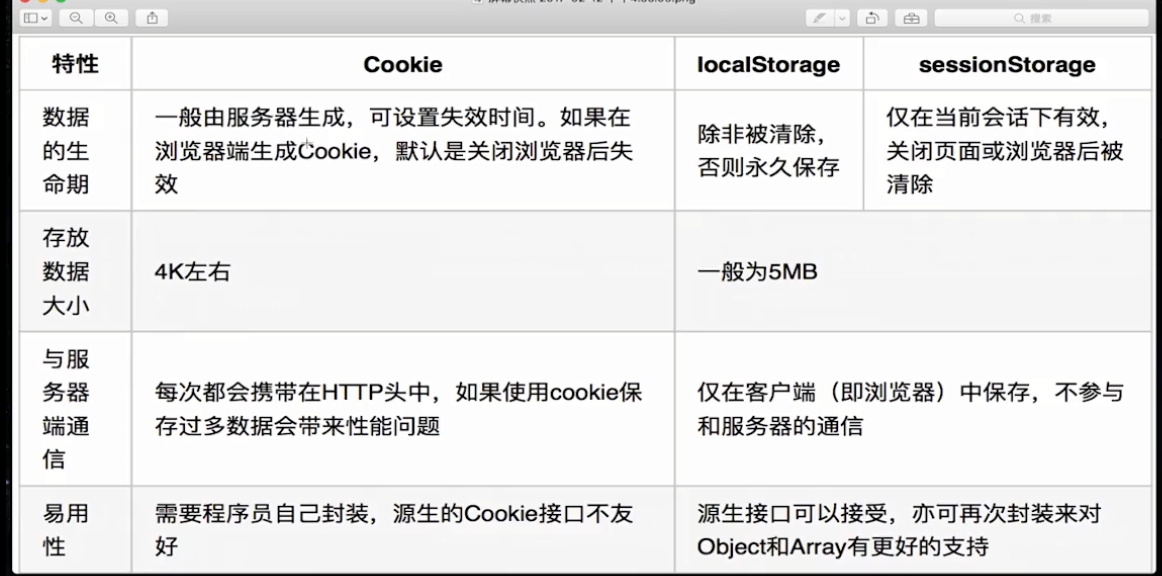 搜索
特性 Cookie localStorage sessionStorage
数据
的生
命期
一般由服务器生成，可设置失效时间。如果在
浏览器端生成Cookie，默认是关闭浏览器后失
效
除非被清除，
否则永久保存
仅在当前会话下有效，
关闭页面或浏览器后被
清除
存放
数据
大小
4K左右
一般为5MB
与服
务器
端通
信
每次都会携带在HTTP头中，如果使用cookie保
存过多数据会带来性能问题
仅在客户端（即浏览器）中保存，不参与
和服务器的通信
易用
性
需要程序员自己封装，源生的Cookie接口不友
好
源生接口可以接受，亦可再次封装来对
Object和Array有更好的支持